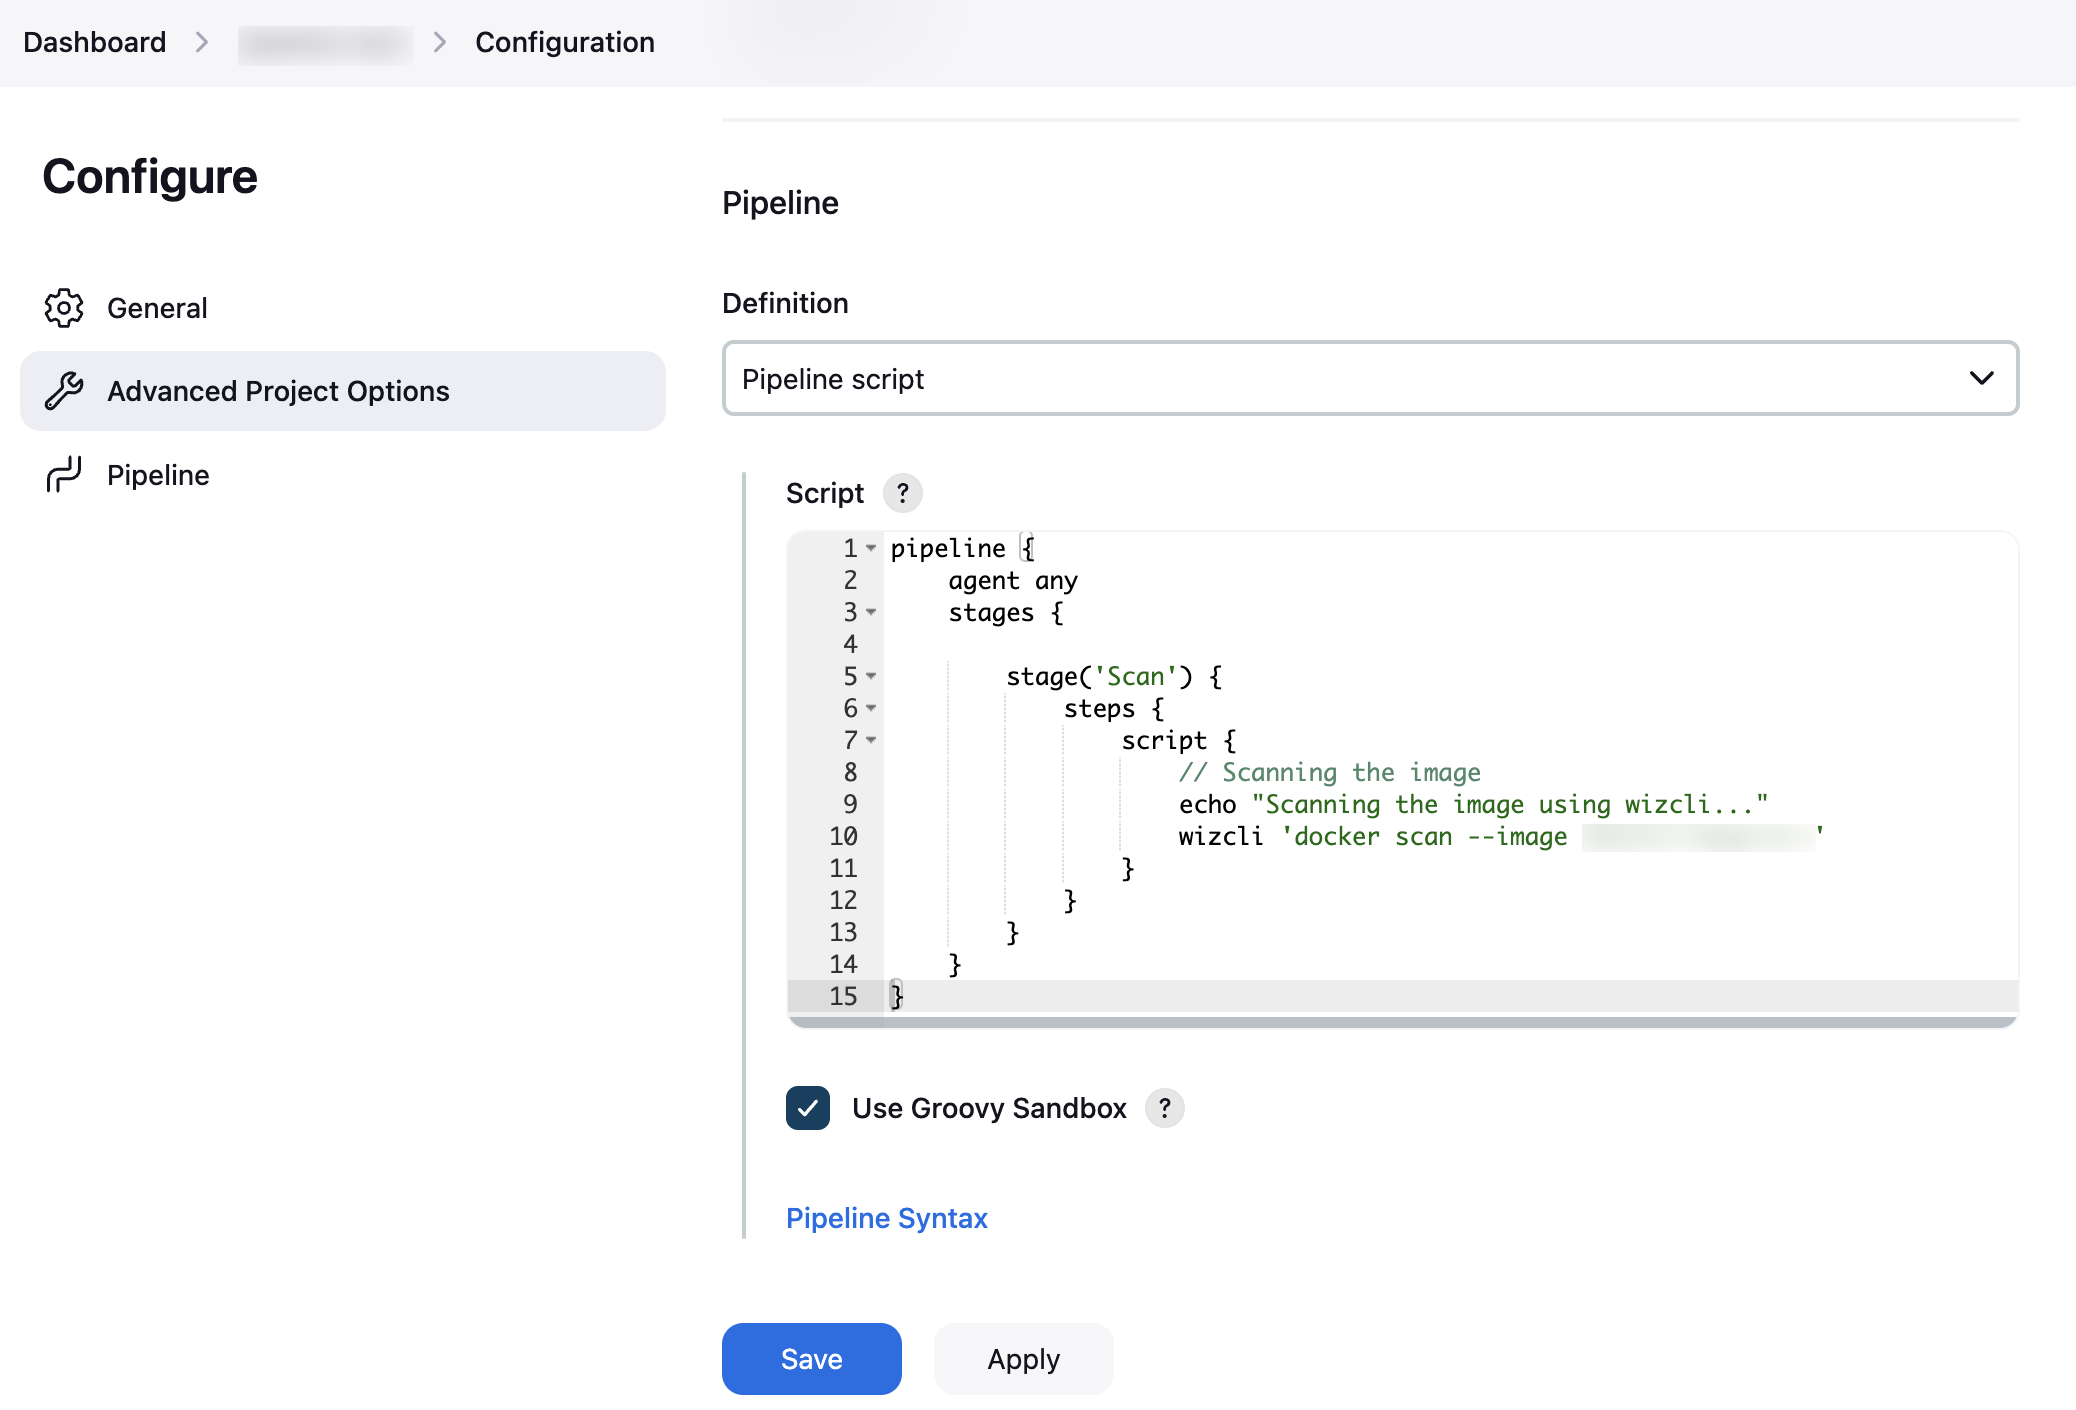 Dashboard > > Configuration
Configure
General
Advanced Project Options
Pipeline
Pipeline
Definition
Pipeline script
Script ?
1 pipeline {
2     agent any
3     stages {
4
5         stage('Scan') {
6             steps {
7                 script {
8                     // Scanning the image
9                     echo "Scanning the image using wizcli..."
10                     wizcli 'docker scan --image '
11                 }
12             }
13         }
14     }
15 }
Use Groovy Sandbox ?
Pipeline Syntax
Save
Apply